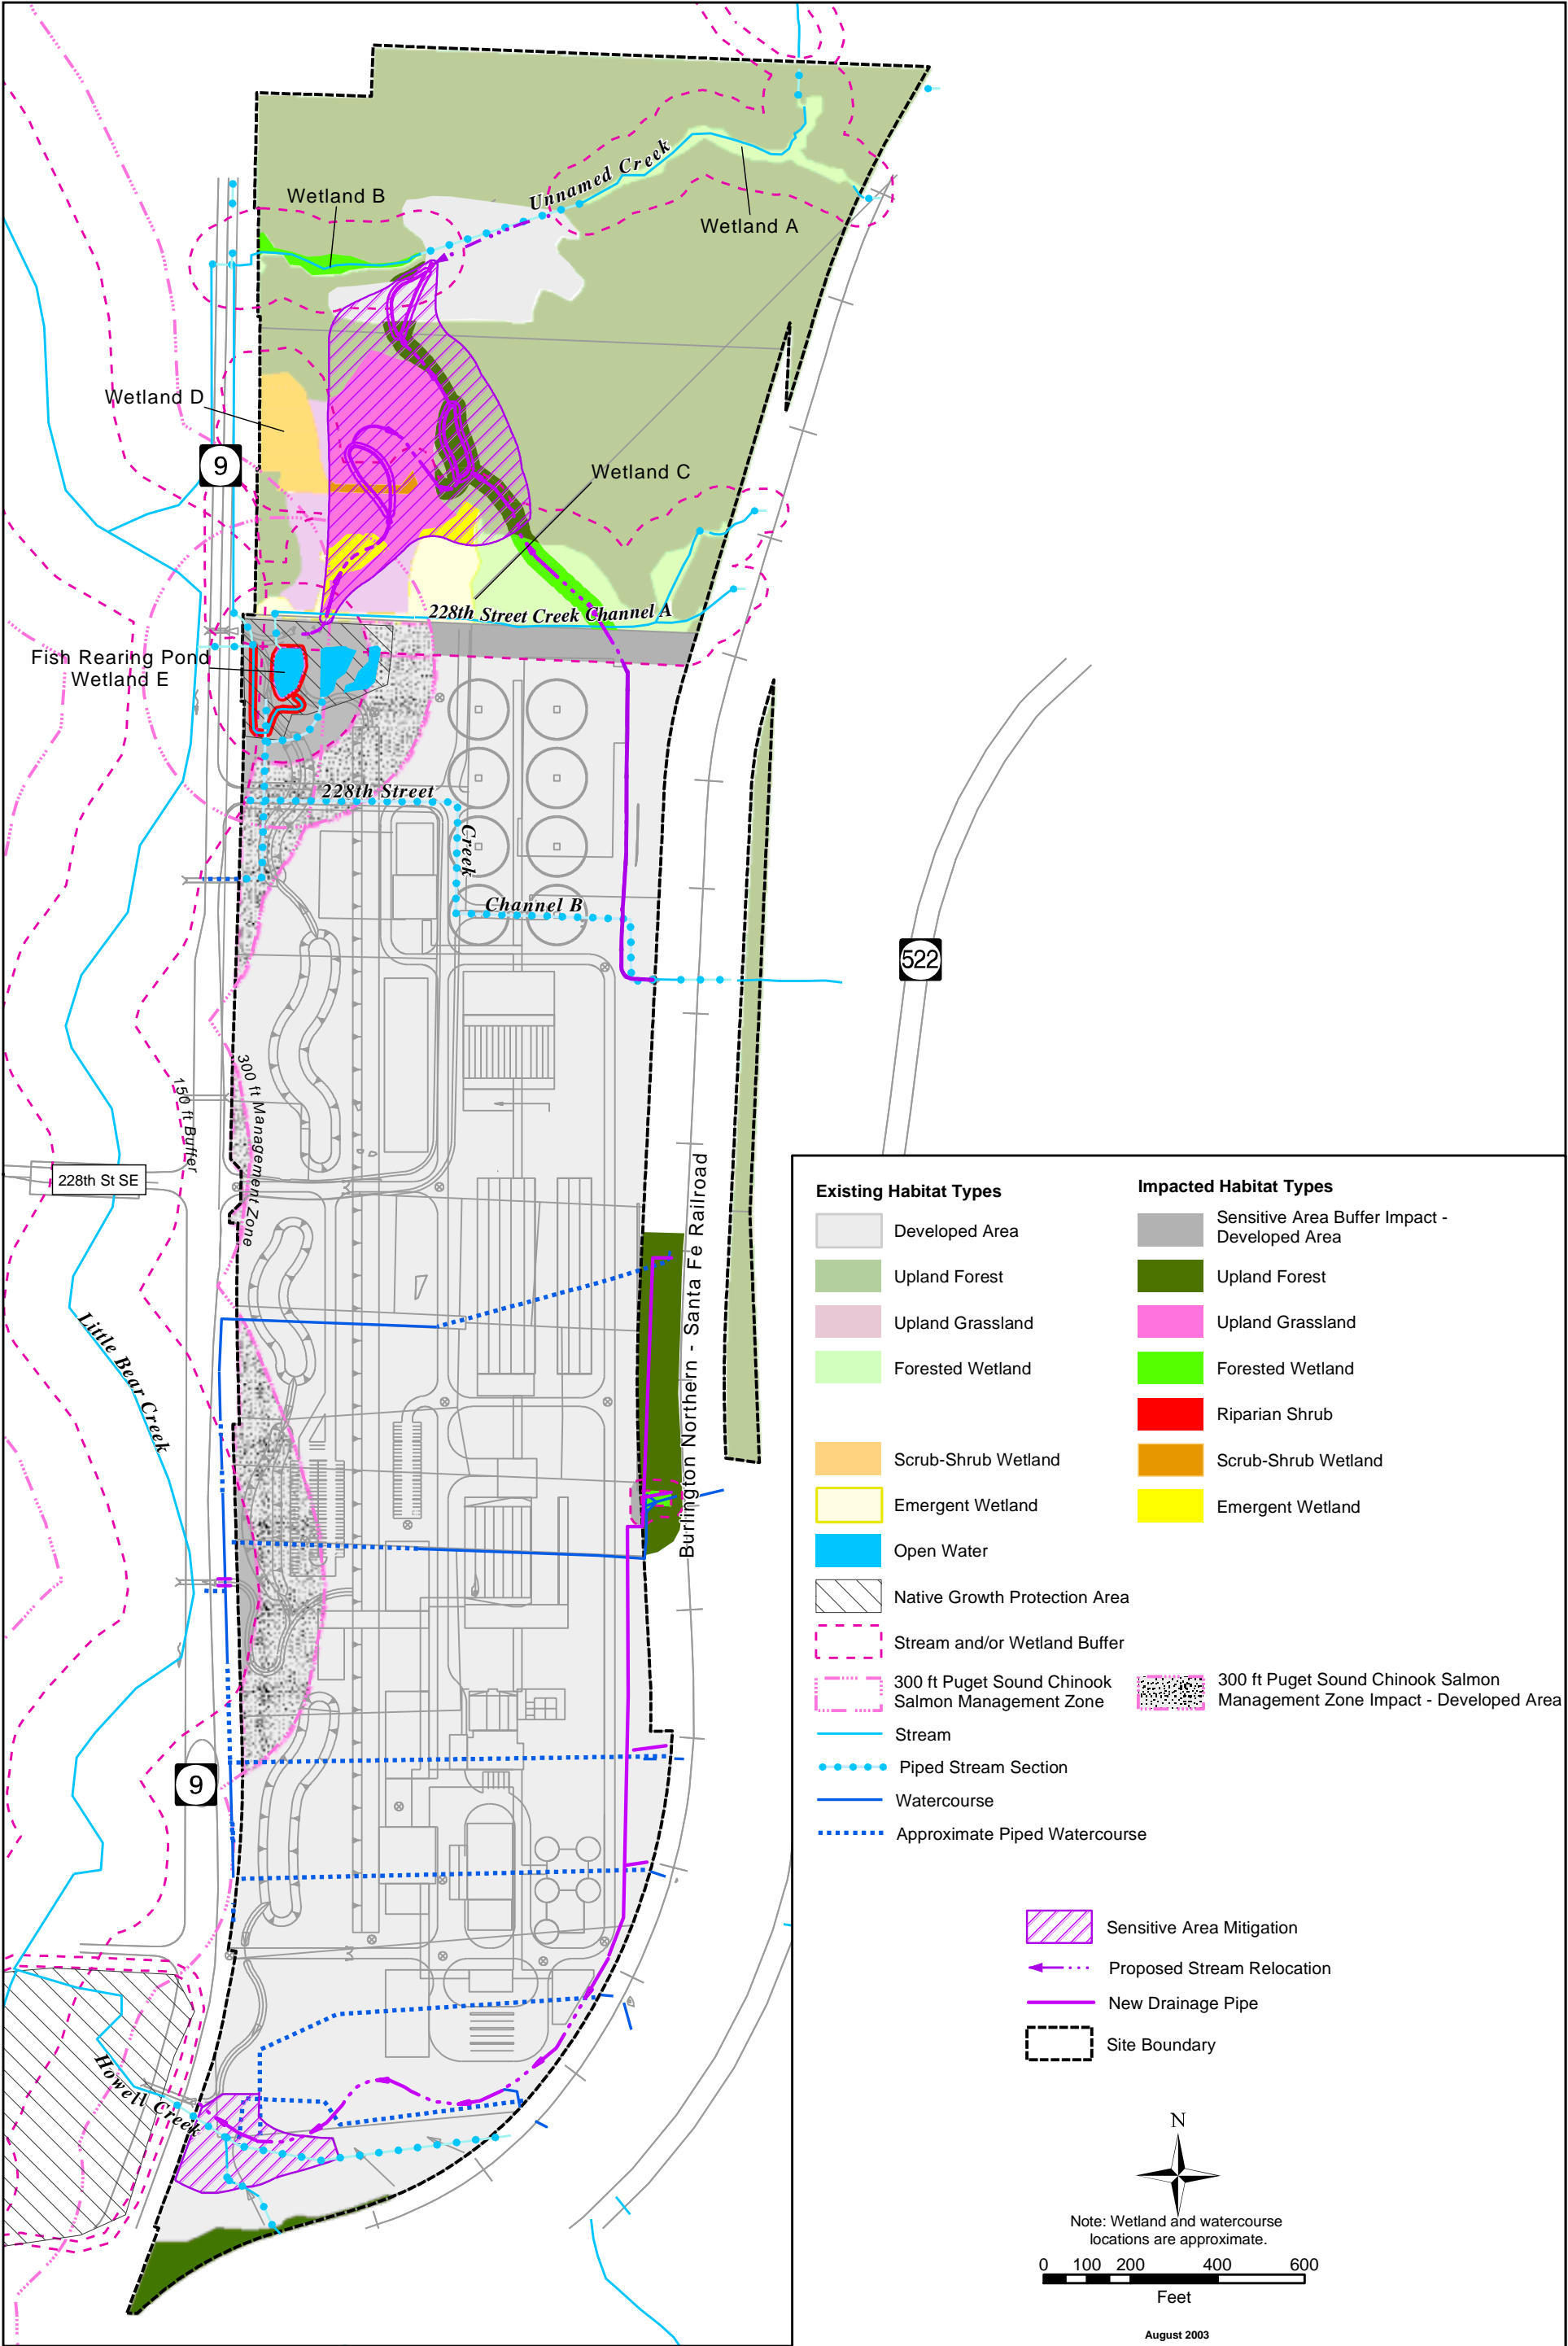 Unnamed Creek
Wetland B
Wetland A
Wetland D
9
Wetland C
228th Street Creek Channel A
Fish Rearing Pond
Wetland E
228th Street
Creek
Channel B
522
300 ft Management Zone
150 ft Buffer
228th St SE
Burlington Northern - Santa Fe Railroad
Little Bear Creek
9
Howell Creek
Existing Habitat Types
Developed Area
Upland Forest
Upland Grassland
Forested Wetland
Scrub-Shrub Wetland
Emergent Wetland
Open Water
Native Growth Protection Area
Stream and/or Wetland Buffer
300 ft Puget Sound Chinook
Salmon Management Zone
Stream
Piped Stream Section
Watercourse
Approximate Piped Watercourse
Impacted Habitat Types
Sensitive Area Buffer Impact -
Developed Area
Upland Forest
Upland Grassland
Forested Wetland
Riparian Shrub
Scrub-Shrub Wetland
Emergent Wetland
300 ft Puget Sound Chinook Salmon
Management Zone Impact - Developed Area
Sensitive Area Mitigation
Proposed Stream Relocation
New Drainage Pipe
Site Boundary
N
Note: Wetland and watercourse
locations are approximate.
0 100 200 400 600
Feet
August 2003